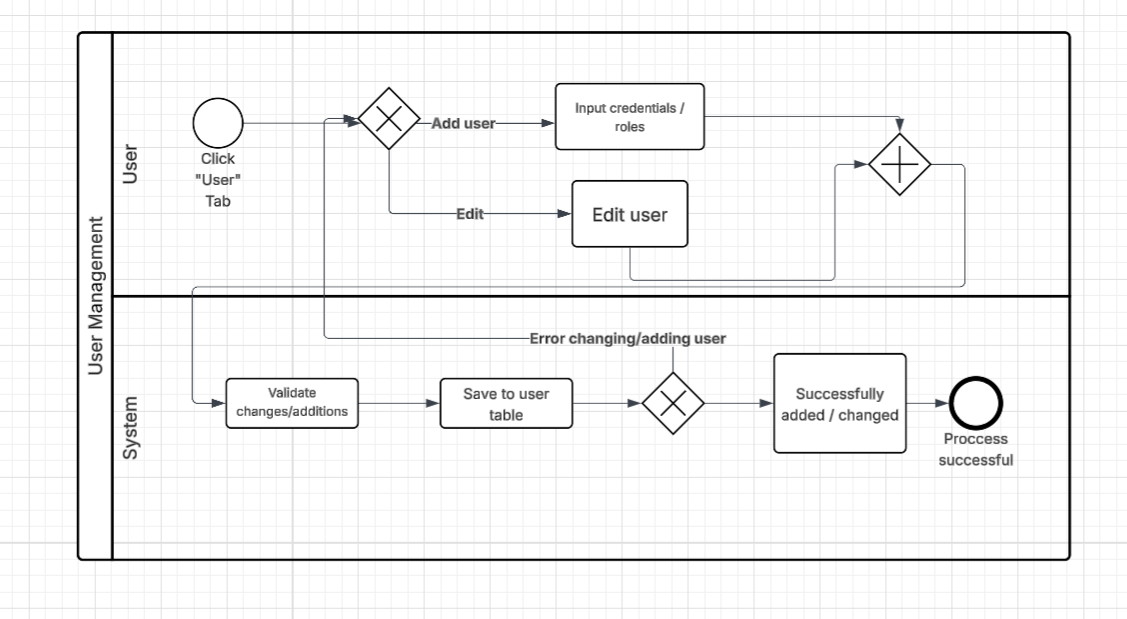 User Management
User
Click
"User"
Tab
Add user
Input credentials /
roles
Edit
Edit user
System
Error changing/adding user
Validate
changes/additions
Save to user
table
Successfully
added / changed
Proccess
successful